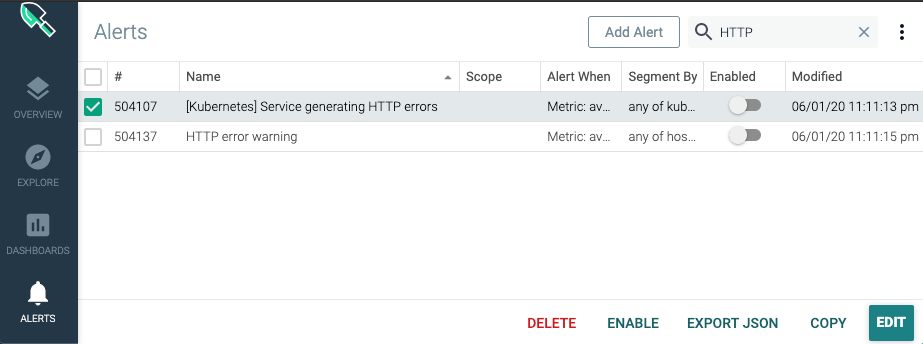 Alerts
Add Alert
HTTP
# Name Scope Alert When Segment By Enabled Modified
504107 [Kubernetes] Service generating HTTP errors Metric: av... any of kub... 06/01/20 11:11:13 pm
504137 HTTP error warning Metric: av... any of hos... 06/01/20 11:11:15 pm
OVERVIEW
EXPLORE
DASHBOARDS
ALERTS
DELETE ENABLE EXPORT JSON COPY EDIT